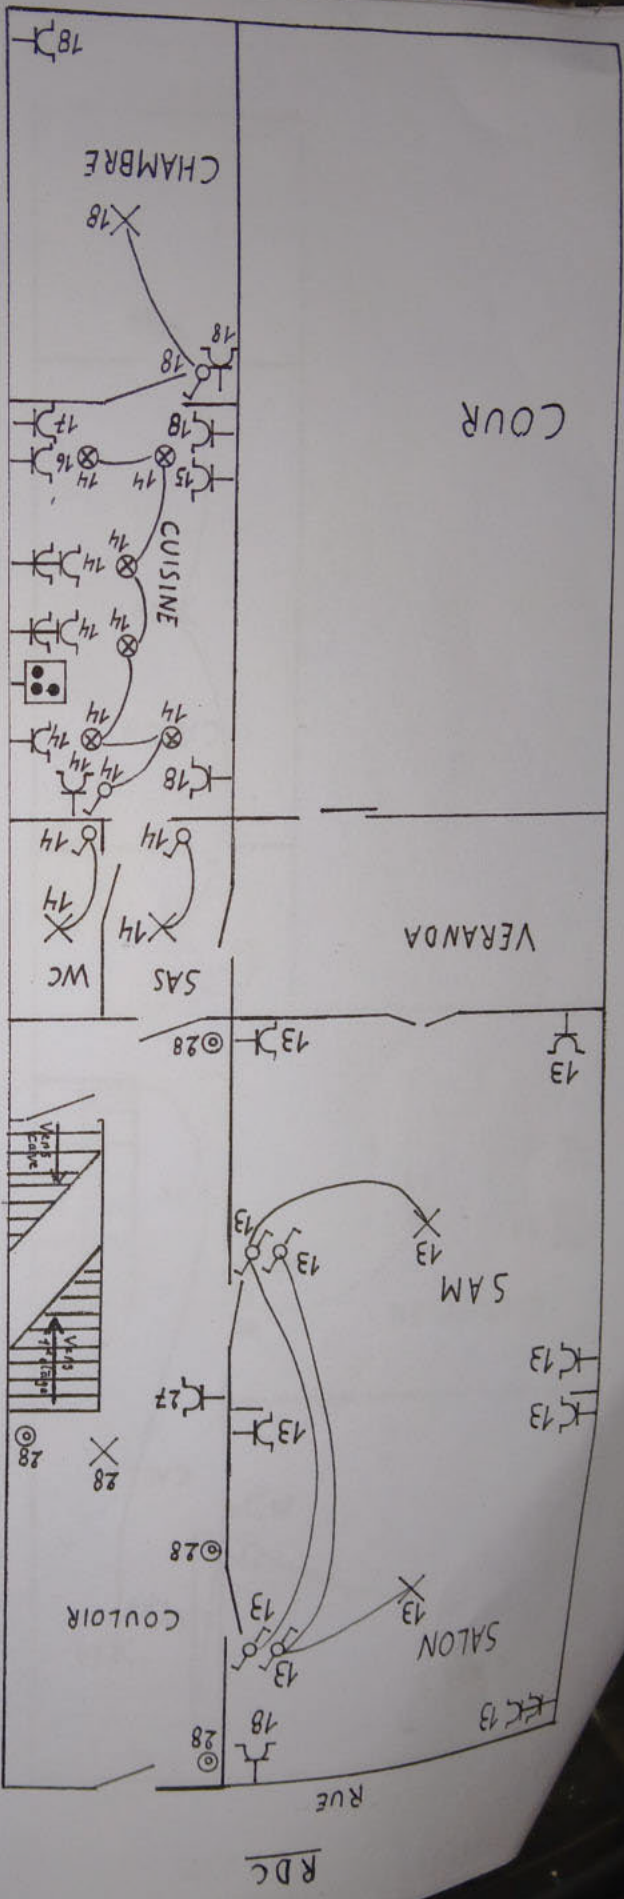 RDC
RUE
13 18 28
13
SALON
COULOIR
13 13
28
28 28
13
13
27
13
Vers 1er étage
SAM
13 13 13
Vers cave
13
13 28
SAS WC
VERANDA
14 14
14 14
18 14 14
14
14 14
14 14
CUISINE
14 14
15 14 14
16
18 17
COUR
18
18
18
CHAMBRE
18